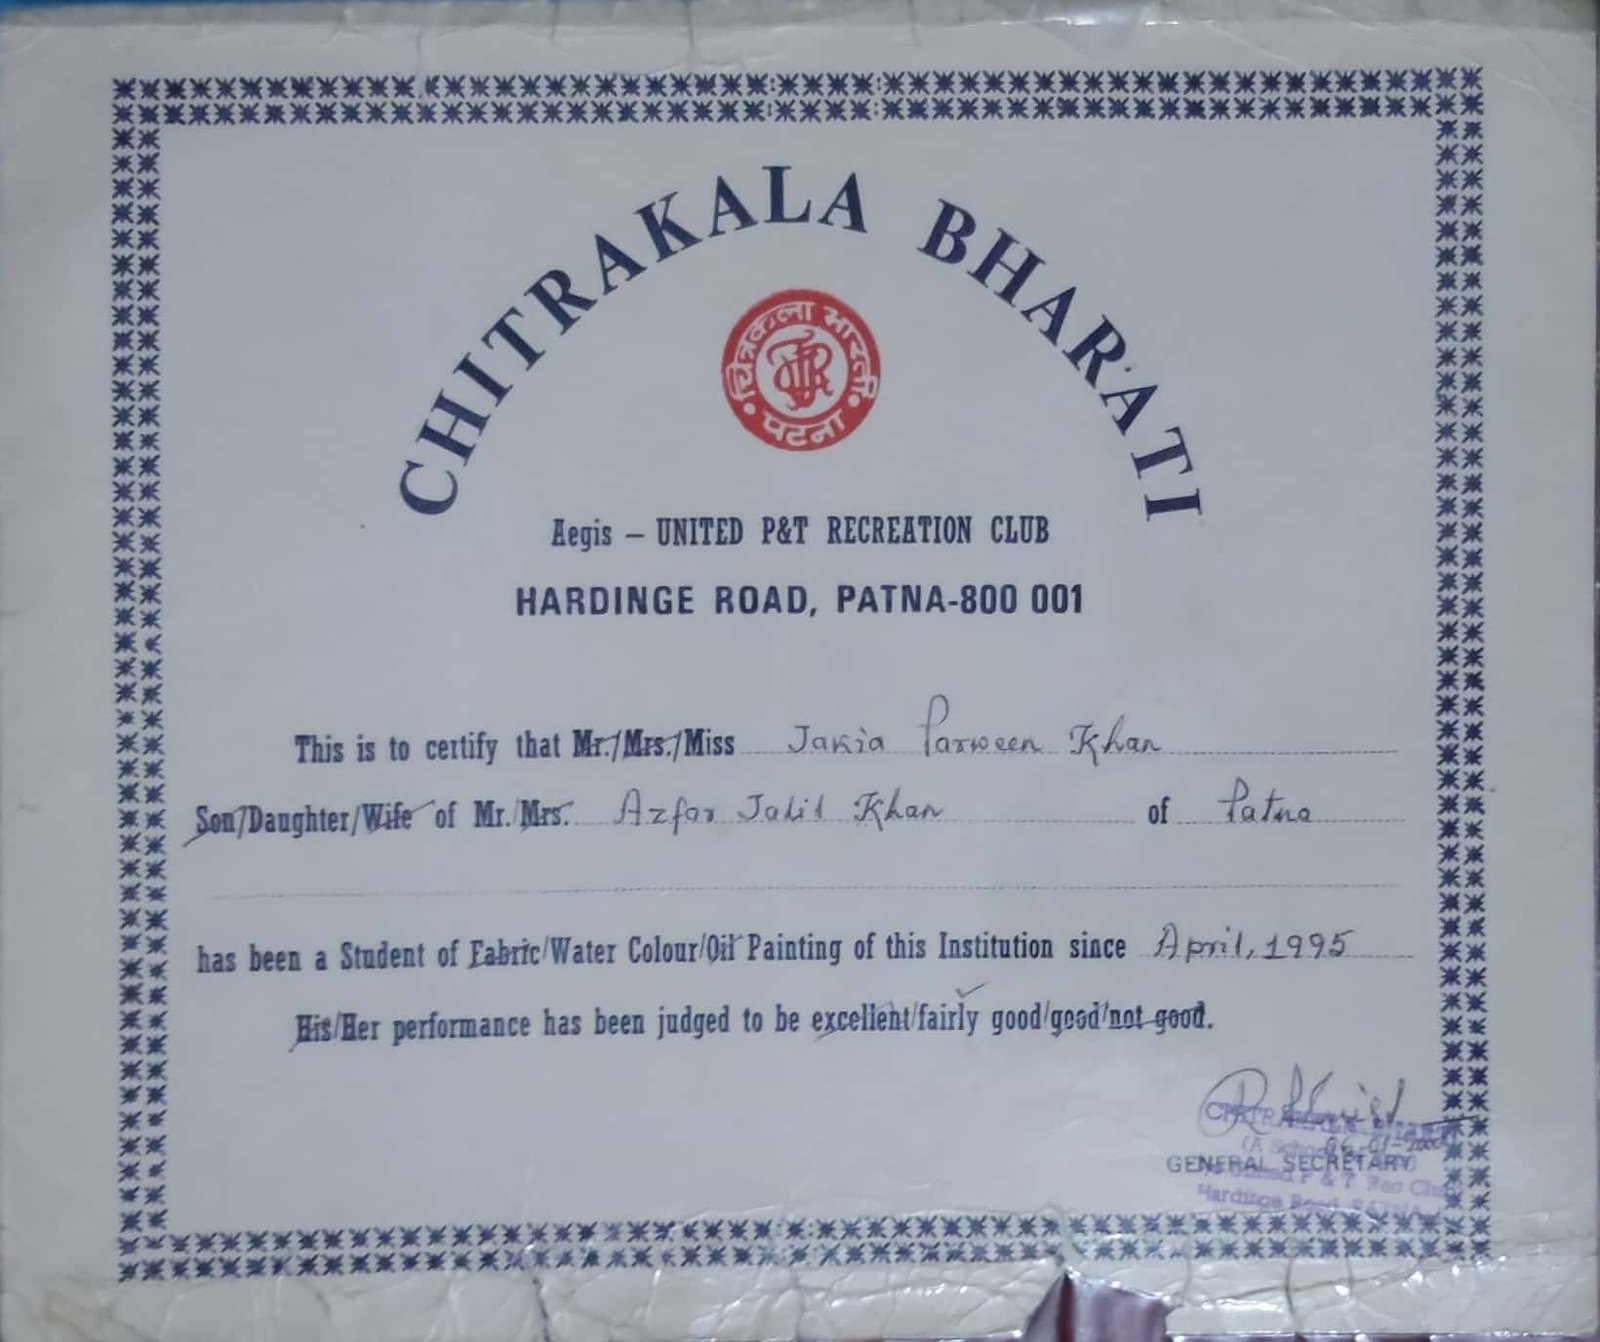 CHITRAKALA BHARATI
चित्रकला भारती
पटना
Aegis – UNITED P&T RECREATION CLUB
HARDINGE ROAD, PATNA-800 001
This is to certify that Mr./Mrs./Miss Jakia Parween Khan
Son/Daughter/Wife of Mr./Mrs. Azfar Jalil Khan of Patna
has been a Student of Fabric/Water Colour/Oil Painting of this Institution since April, 1995
His/Her performance has been judged to be excellent/fairly good/good/not good.
GENERAL SECRETARY
Hardinge Road